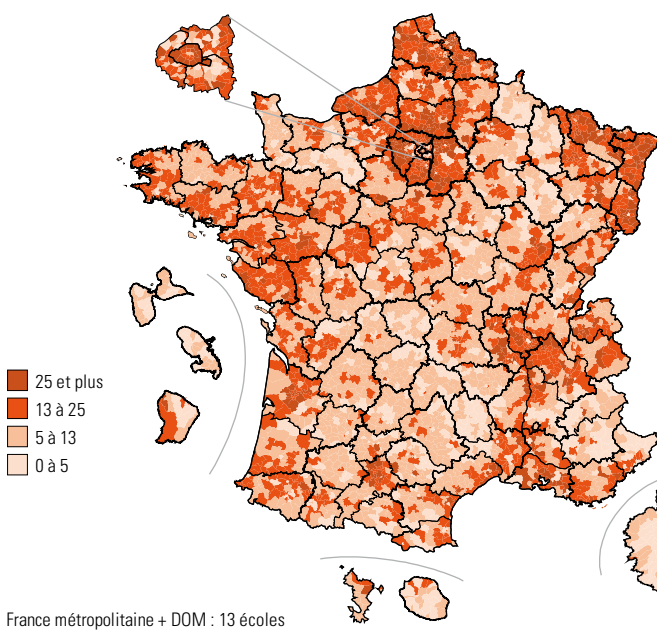 25 et plus
13 à 25
5 à 13
0 à 5
France métropolitaine + DOM : 13 écoles